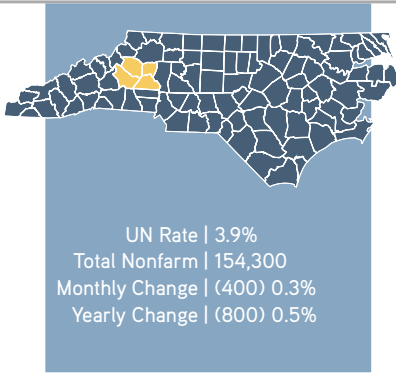 UN Rate | 3.9%
Total Nonfarm | 154,300
Monthly Change | (400) 0.3%
Yearly Change | (800) 0.5%